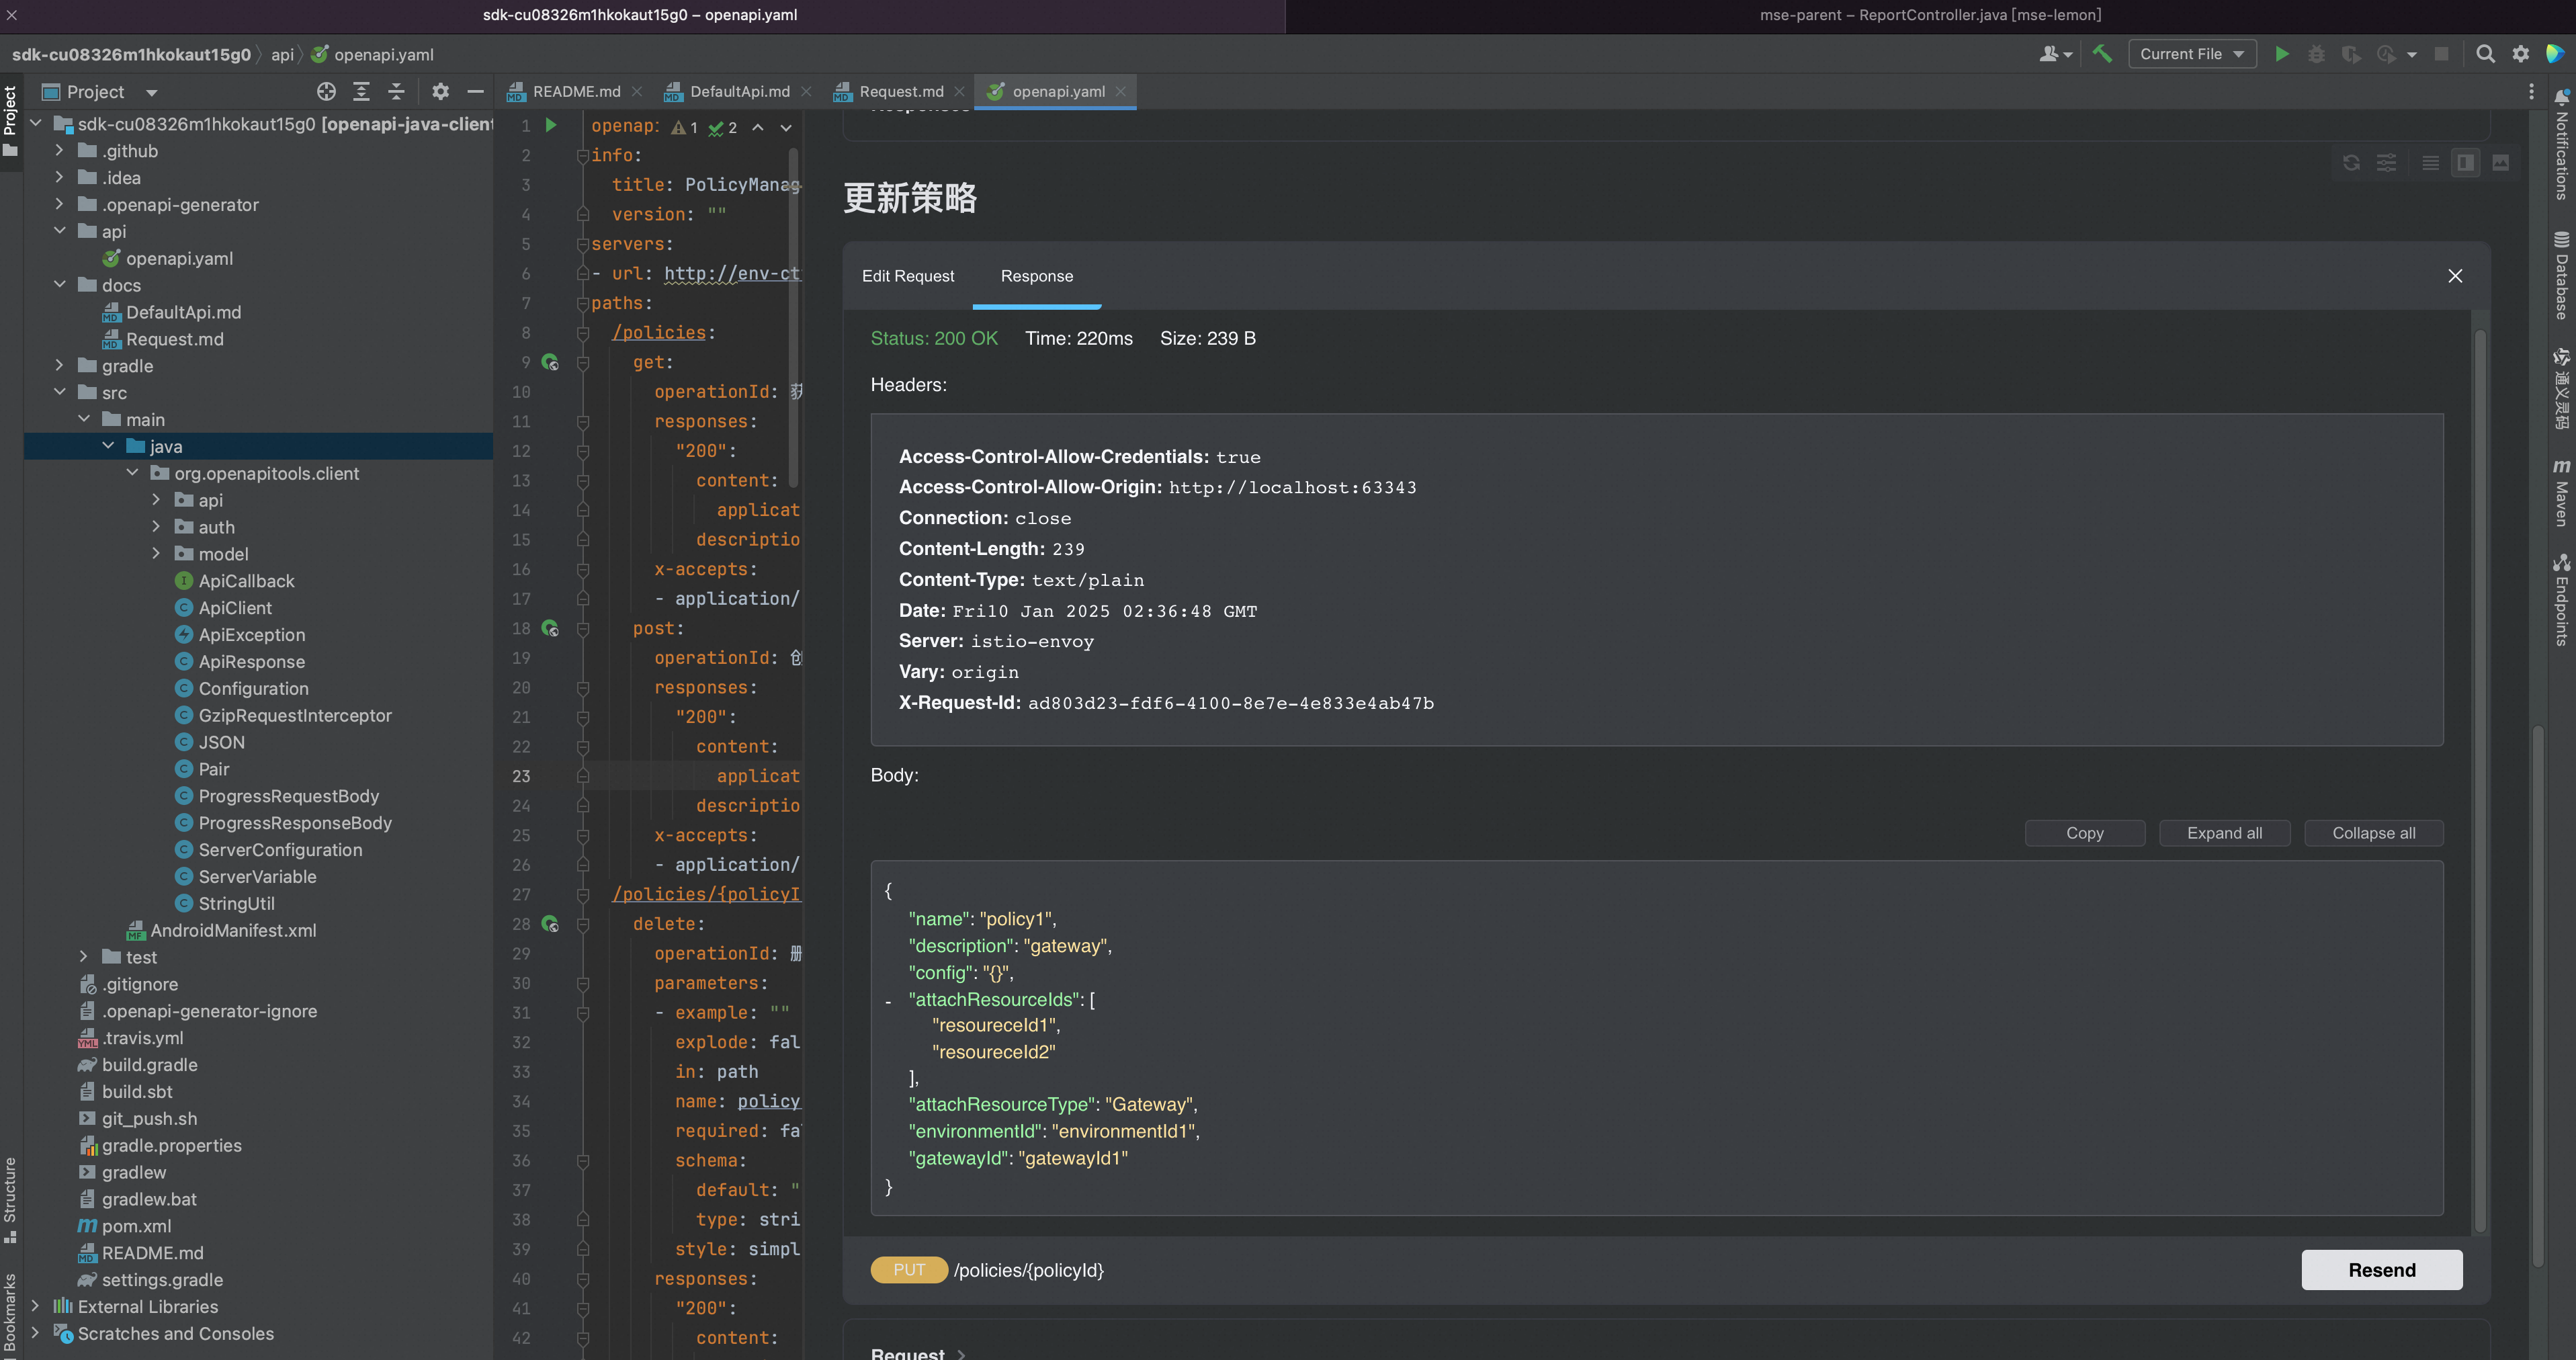 sdk-cu08326m1hkokaut15g0 – openapi.yaml
mse-parent – ReportController.java [mse-lemon]
sdk-cu08326m1hkokaut15g0
api
openapi.yaml
Current File
Project
Project
README.md
DefaultApi.md
Request.md
openapi.yaml
sdk-cu08326m1hkokaut15g0 [openapi-java-client
.github
.idea
.openapi-generator
api
openapi.yaml
docs
DefaultApi.md
Request.md
gradle
src
main
java
org.openapitools.client
api
auth
model
ApiCallback
ApiClient
ApiException
ApiResponse
Configuration
GzipRequestInterceptor
JSON
Pair
ProgressRequestBody
ProgressResponseBody
ServerConfiguration
ServerVariable
StringUtil
AndroidManifest.xml
test
.gitignore
.openapi-generator-ignore
.travis.yml
build.gradle
build.sbt
git_push.sh
gradle.properties
gradlew
gradlew.bat
pom.xml
README.md
settings.gradle
External Libraries
Scratches and Consoles
Structure
Bookmarks
1 openap: 1 2
2 info:
3 title: PolicyManag
4 version: ""
5 servers:
6 - url: http://env-ct
7 paths:
8 /policies:
9 get:
10 operationId: 获
11 responses:
12 "200":
13 content:
14 applicat
15 descriptio
16 x-accepts:
17 - application/
18 post:
19 operationId: 创
20 responses:
21 "200":
22 content:
23 applicat
24 descriptio
25 x-accepts:
26 - application/
27 /policies/{policyI
28 delete:
29 operationId: 删
30 parameters:
31 - example: ""
32 explode: fal
33 in: path
34 name: policy
35 required: fa
36 schema:
37 default: "
38 type: stri
39 style: simpl
40 responses:
41 "200":
42 content:
更新策略
Edit Request
Response
Status: 200 OK Time: 220ms Size: 239 B
Headers:
Access-Control-Allow-Credentials: true
Access-Control-Allow-Origin: http://localhost:63343
Connection: close
Content-Length: 239
Content-Type: text/plain
Date: Fri10 Jan 2025 02:36:48 GMT
Server: istio-envoy
Vary: origin
X-Request-Id: ad803d23-fdf6-4100-8e7e-4e833e4ab47b
Body:
Copy
Expand all
Collapse all
{
"name": "policy1",
"description": "gateway",
"config": "{}",
- "attachResourceIds": [
"resoureceId1",
"resoureceId2"
],
"attachResourceType": "Gateway",
"environmentId": "environmentId1",
"gatewayId": "gatewayId1"
}
PUT /policies/{policyId}
Resend
Request
Notifications
Database
通义灵码
Maven
Endpoints